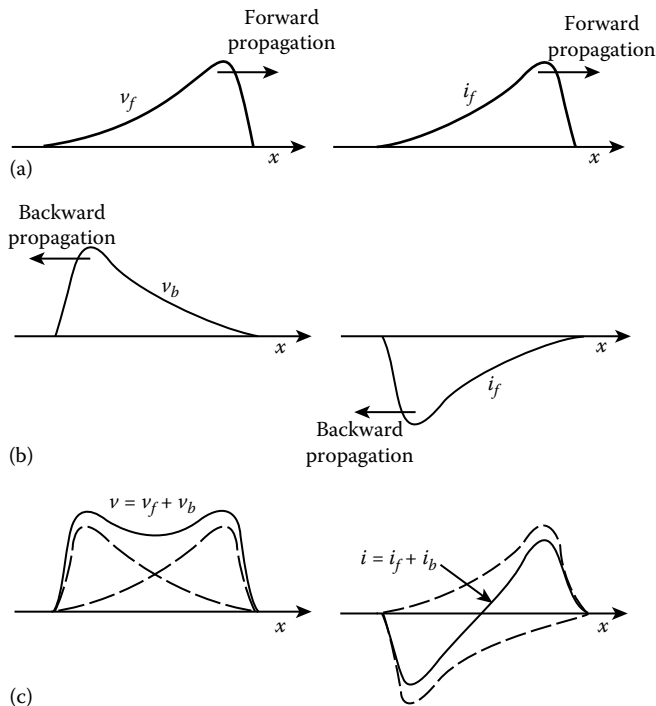 Forward
propagation
v_f
x
Forward
propagation
i_f
x
(a)
Backward
propagation
v_b
x
x
i_f
Backward
propagation
(b)
v = v_f + v_b
x
i = i_f + i_b
x
(c)